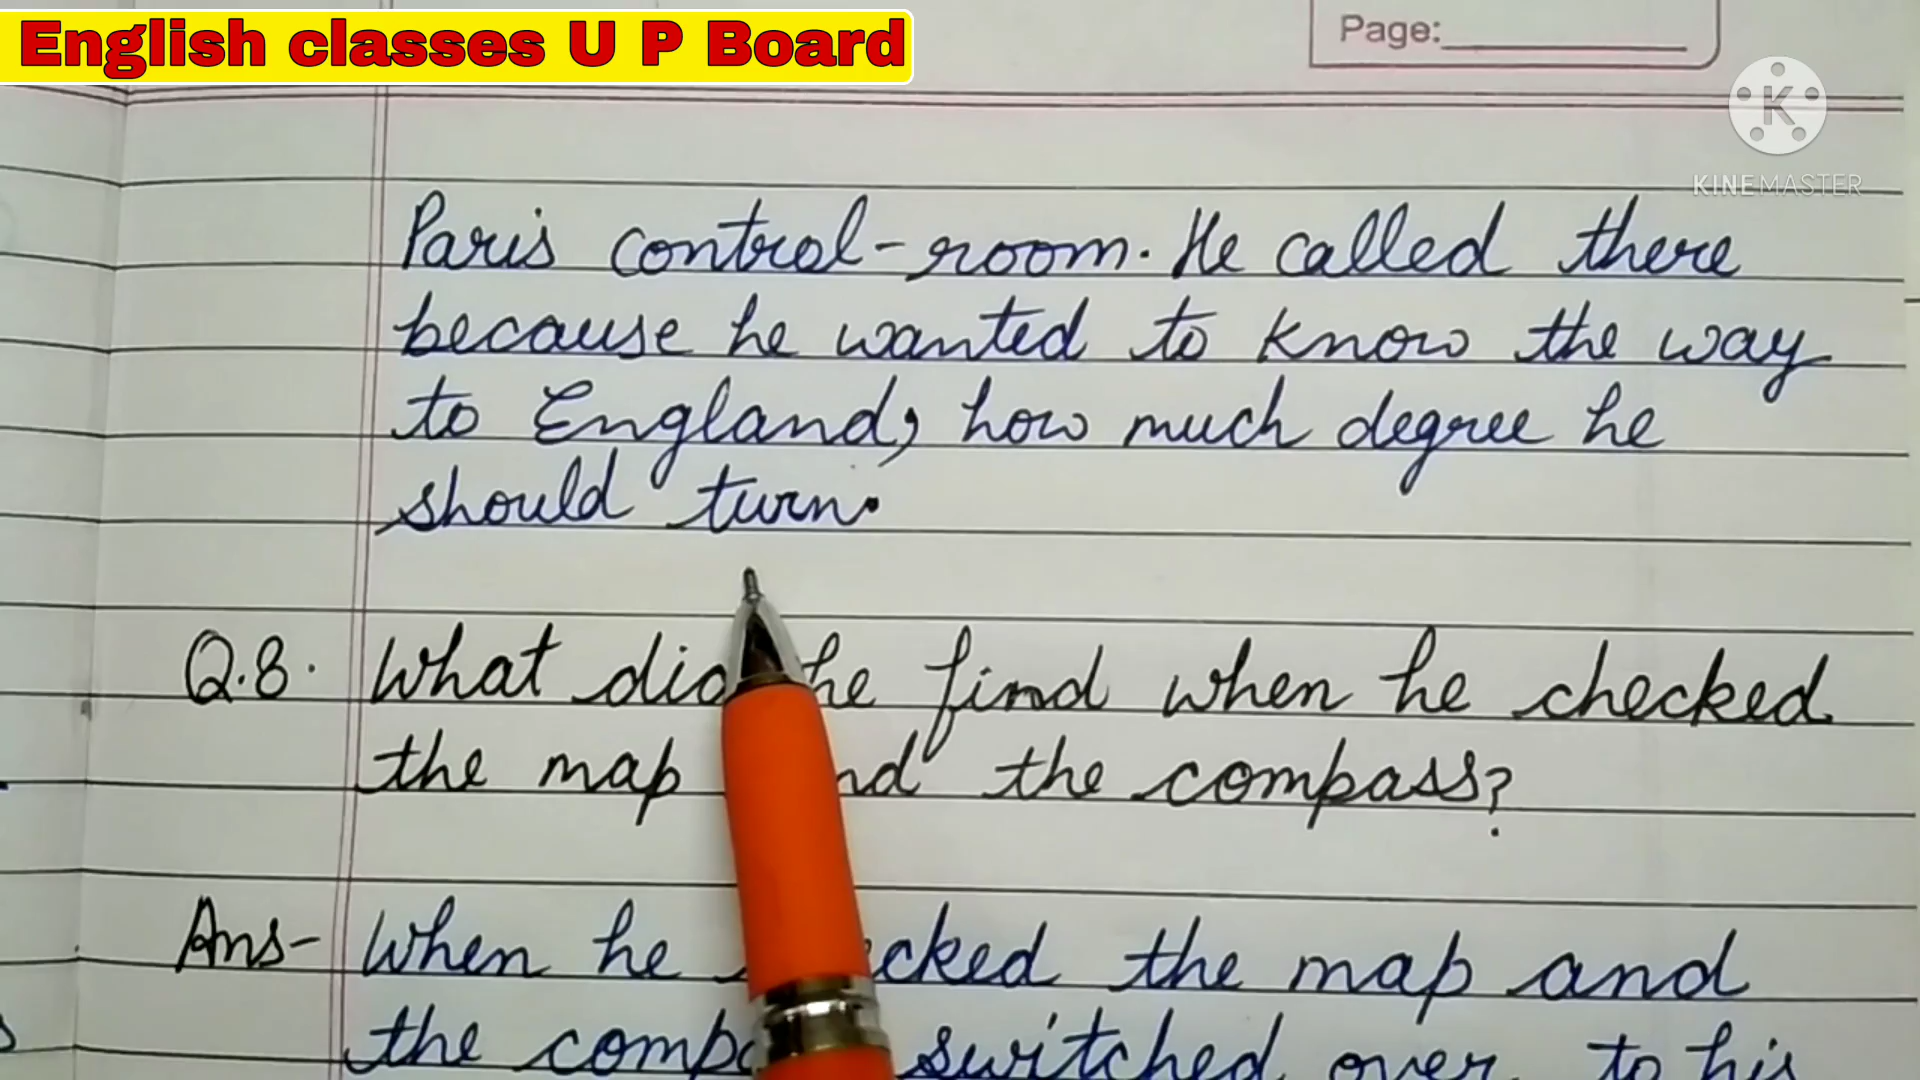 English classes U P Board
Page:
KINEMASTER
Paris control-room. He called there
because he wanted to know the way
to England, how much degree he
should turn.
Q.8. What did he find when he checked
the map and the compass?
Ans- When he checked the map and
the switched over to his